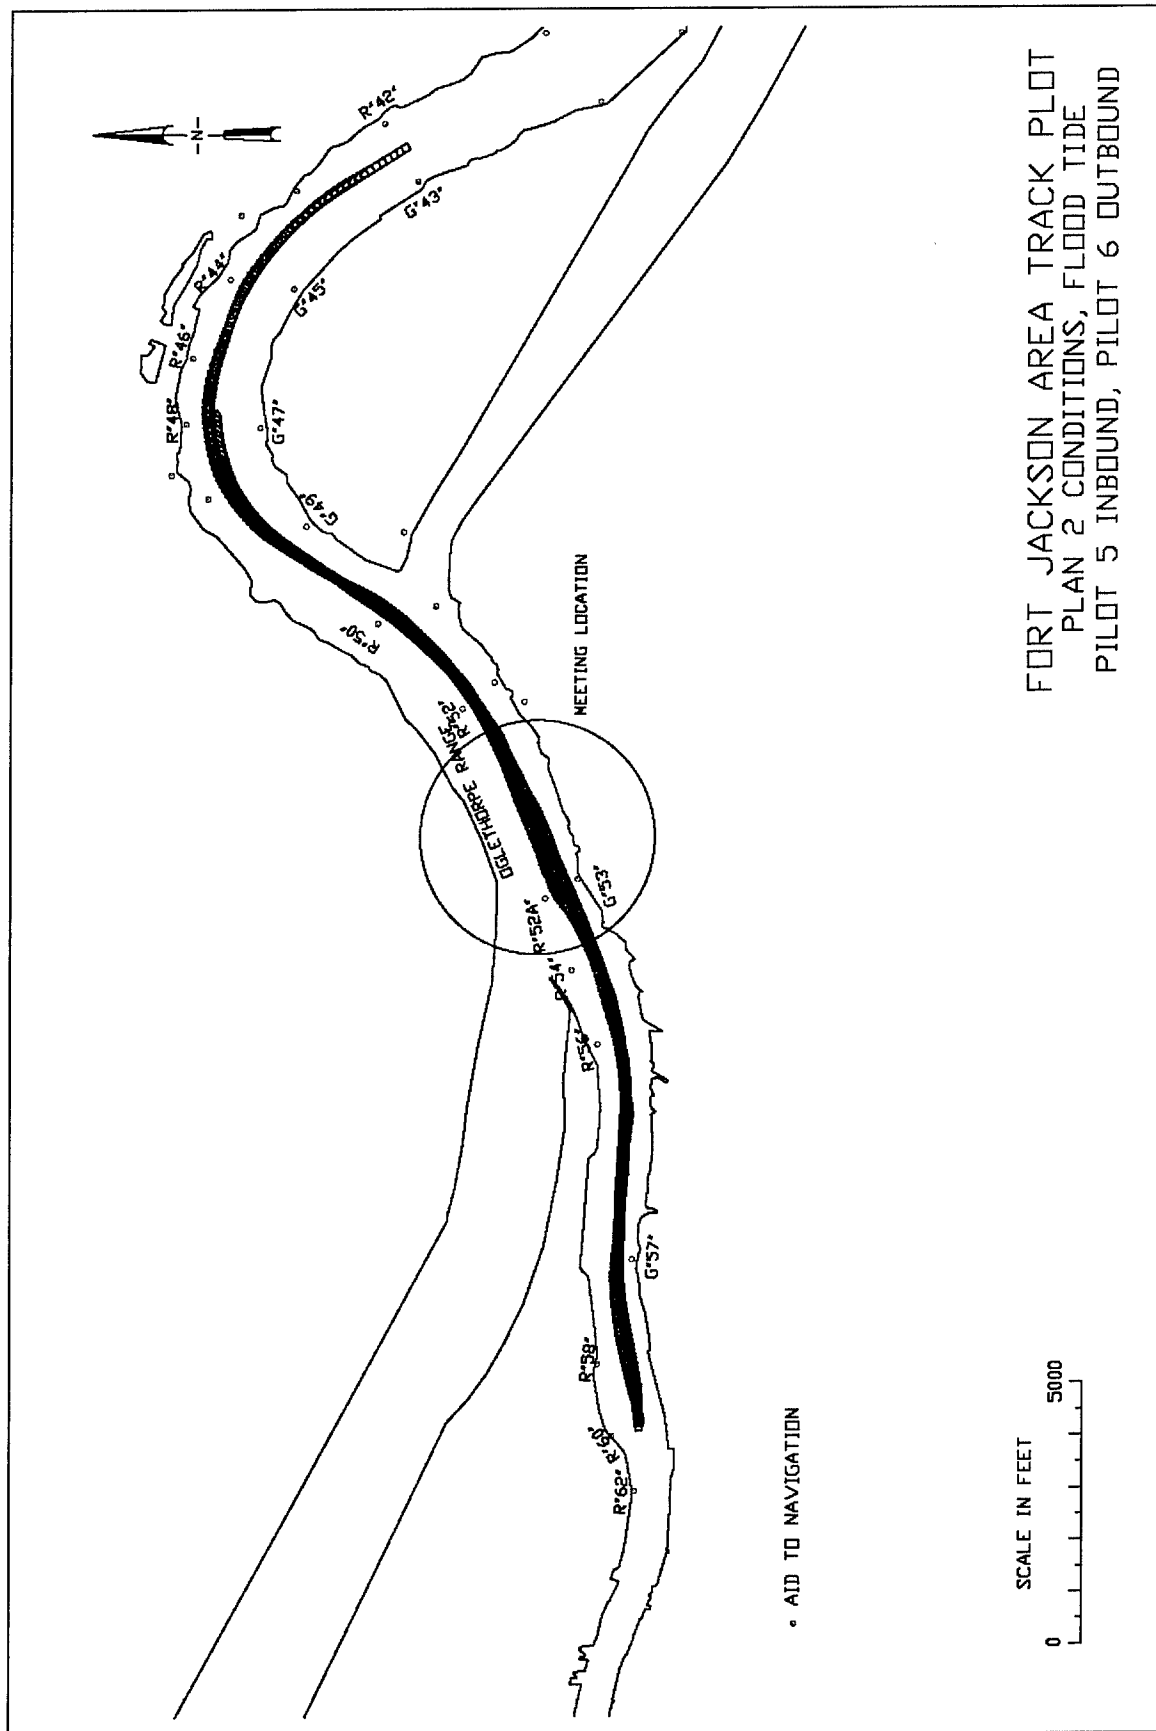 FORT JACKSON AREA TRACK PLOT
PLAN 2 CONDITIONS, FLOOD TIDE
PILOT 5 INBOUND, PILOT 6 OUTBOUND
-N-
R"42"
G"43"
R"44"
G"45"
R"46"
R"48"
G"47"
G"49"
R"50"
R"52"
OGLETHORPE RANGE
MEETING LOCATION
R"52A"
G"53"
R"54"
R"56"
G"57"
R"58"
R"60"
R"62"
AID TO NAVIGATION
SCALE IN FEET
0 5000